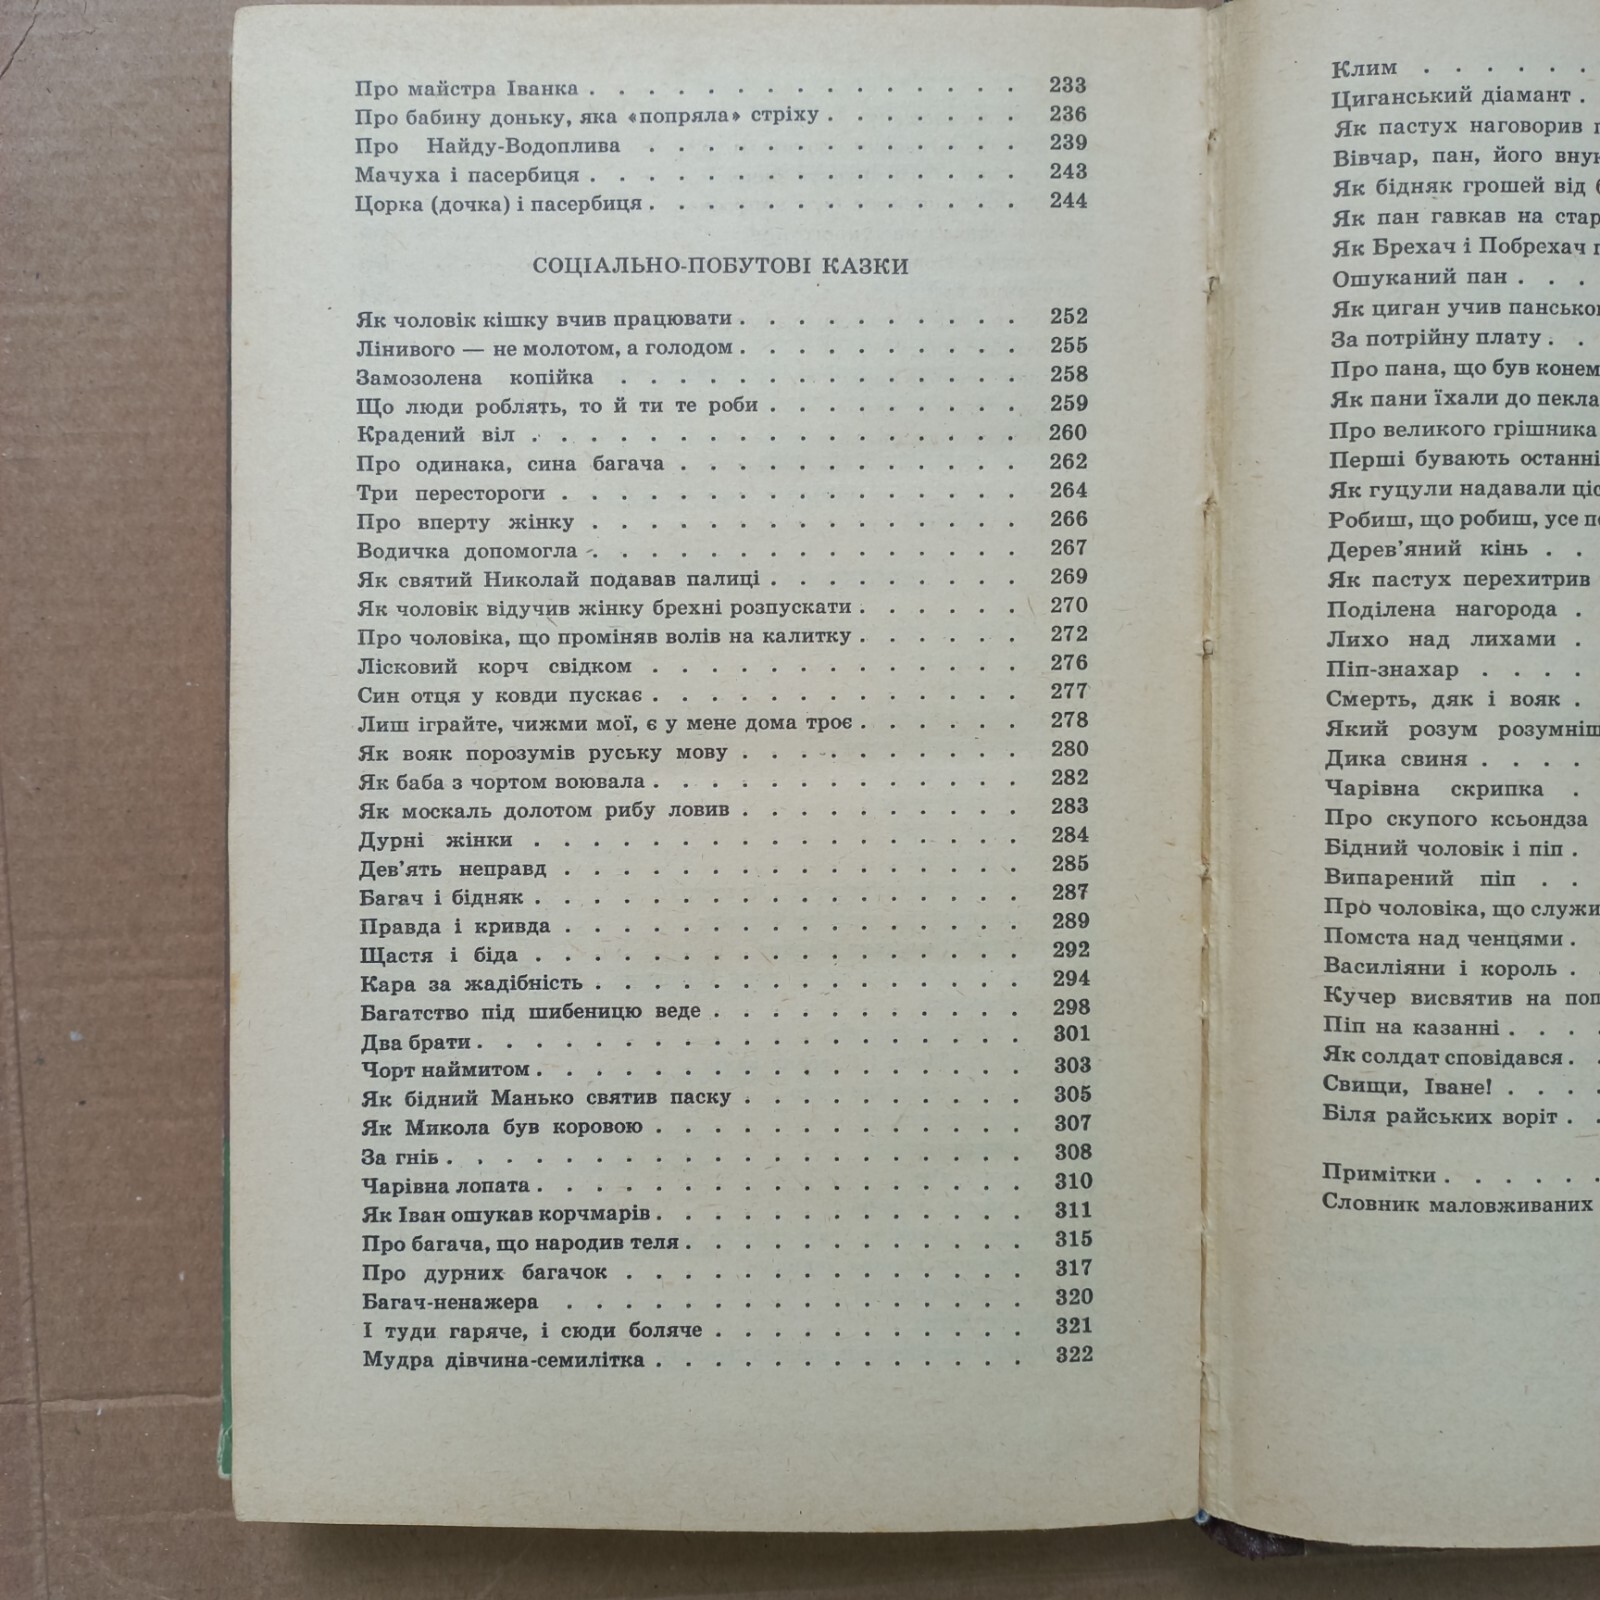 Про майстра Іванка . . . . . . . . . . . . . . . 233
Про бабину доньку, яка «попряла» стріху . . . . . . . 236
Про Найду-Водоплива . . . . . . . . . . . . . 239
Мачуха і пасербиця . . . . . . . . . . . . . . . 243
Цорка (дочка) і пасербиця . . . . . . . . . . . . . 244
СОЦІАЛЬНО-ПОБУТОВІ КАЗКИ
Як чоловік кішку вчив працювати . . . . . . . . . . 252
Лінивого — не молотом, а голодом . . . . . . . . . . 255
Замозолена копійка . . . . . . . . . . . . . . 258
Що люди роблять, то й ти те роби . . . . . . . . . 259
Крадений віл . . . . . . . . . . . . . . . . . 260
Про одинака, сина багача . . . . . . . . . . . . 262
Три перестороги . . . . . . . . . . . . . . . . 264
Про вперту жінку . . . . . . . . . . . . . . . 266
Водичка допомогла . . . . . . . . . . . . . . . 267
Як святий Николай подавав палиці . . . . . . . . . 269
Як чоловік відучив жінку брехні розпускати . . . . . . 270
Про чоловіка, що проміняв волів на калитку . . . . . . 272
Лісковий корч свідком . . . . . . . . . . . . . 276
Син отця у ковди пускає . . . . . . . . . . . . . 277
Лиш іграйте, чижми мої, є у мене дома троє . . . . . . 278
Як вояк порозумів руську мову . . . . . . . . . . 280
Як баба з чортом воювала . . . . . . . . . . . . . 282
Як москаль долотом рибу ловив . . . . . . . . . . 283
Дурні жінки . . . . . . . . . . . . . . . . . 284
Дев'ять неправд . . . . . . . . . . . . . . . . 285
Багач і бідняк . . . . . . . . . . . . . . . . . 287
Правда і кривда . . . . . . . . . . . . . . . . 289
Щастя і біда . . . . . . . . . . . . . . . . . 292
Кара за жадібність . . . . . . . . . . . . . . . 294
Багатство під шибеницю веде . . . . . . . . . . . 298
Два брати . . . . . . . . . . . . . . . . . . . 301
Чорт наймитом . . . . . . . . . . . . . . . . . 303
Як бідний Манько святив паску . . . . . . . . . . 305
Як Микола був коровою . . . . . . . . . . . . . 307
За гнів . . . . . . . . . . . . . . . . . . . . 308
Чарівна лопата . . . . . . . . . . . . . . . . . 310
Як Іван ошукав корчмарів . . . . . . . . . . . . . 311
Про багача, що народив теля . . . . . . . . . . . . 315
Про дурних багачок . . . . . . . . . . . . . . 317
Багач-ненажера . . . . . . . . . . . . . . . . 320
І туди гаряче, і сюди боляче . . . . . . . . . . . 321
Мудра дівчина-семилітка . . . . . . . . . . . . . 322
Клим . . . . . .
Циганський діамант .
Як пастух наговорив
Вівчар, пан, його
Як бідняк грошей від
Як пан гавкав на
Як Брехач і Побрехач
Ошуканий пан . . .
Як циган учив
За потрійну плату . .
Про пана, що був конем
Як пани їхали до пекла
Про великого грішника
Перші бувають останні
Як гуцули надавали
Робиш, що робиш, усе
Дерев'яний кінь . .
Як пастух перехитрив
Поділена нагорода .
Лихо над лихами .
Піп-знахар . . . .
Смерть, дяк і вояк .
Який розум
Дика свиня . . . .
Чарівна скрипка .
Про скупого ксьондза
Бідний чоловік і піп .
Випарений піп . .
Про чоловіка, що
Помста над ченцями .
Василіяни і король . .
Кучер висвятив на
Піп на казанні . . . .
Як солдат сповідався . .
Свищи, Іване! . . . .
Біля райських воріт . .
Примітки . . . . . .
Словник маловживаних